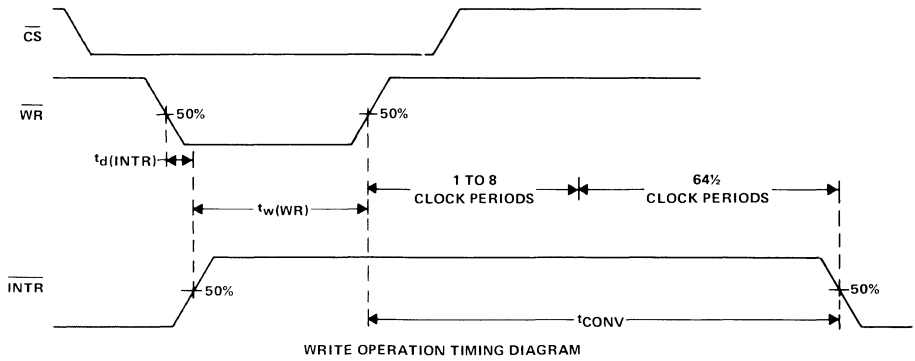 CS
WR
50%
50%
td(INTR)
1 TO 8
CLOCK PERIODS
64½
CLOCK PERIODS
tw(WR)
INTR
50%
50%
tCONV
WRITE OPERATION TIMING DIAGRAM